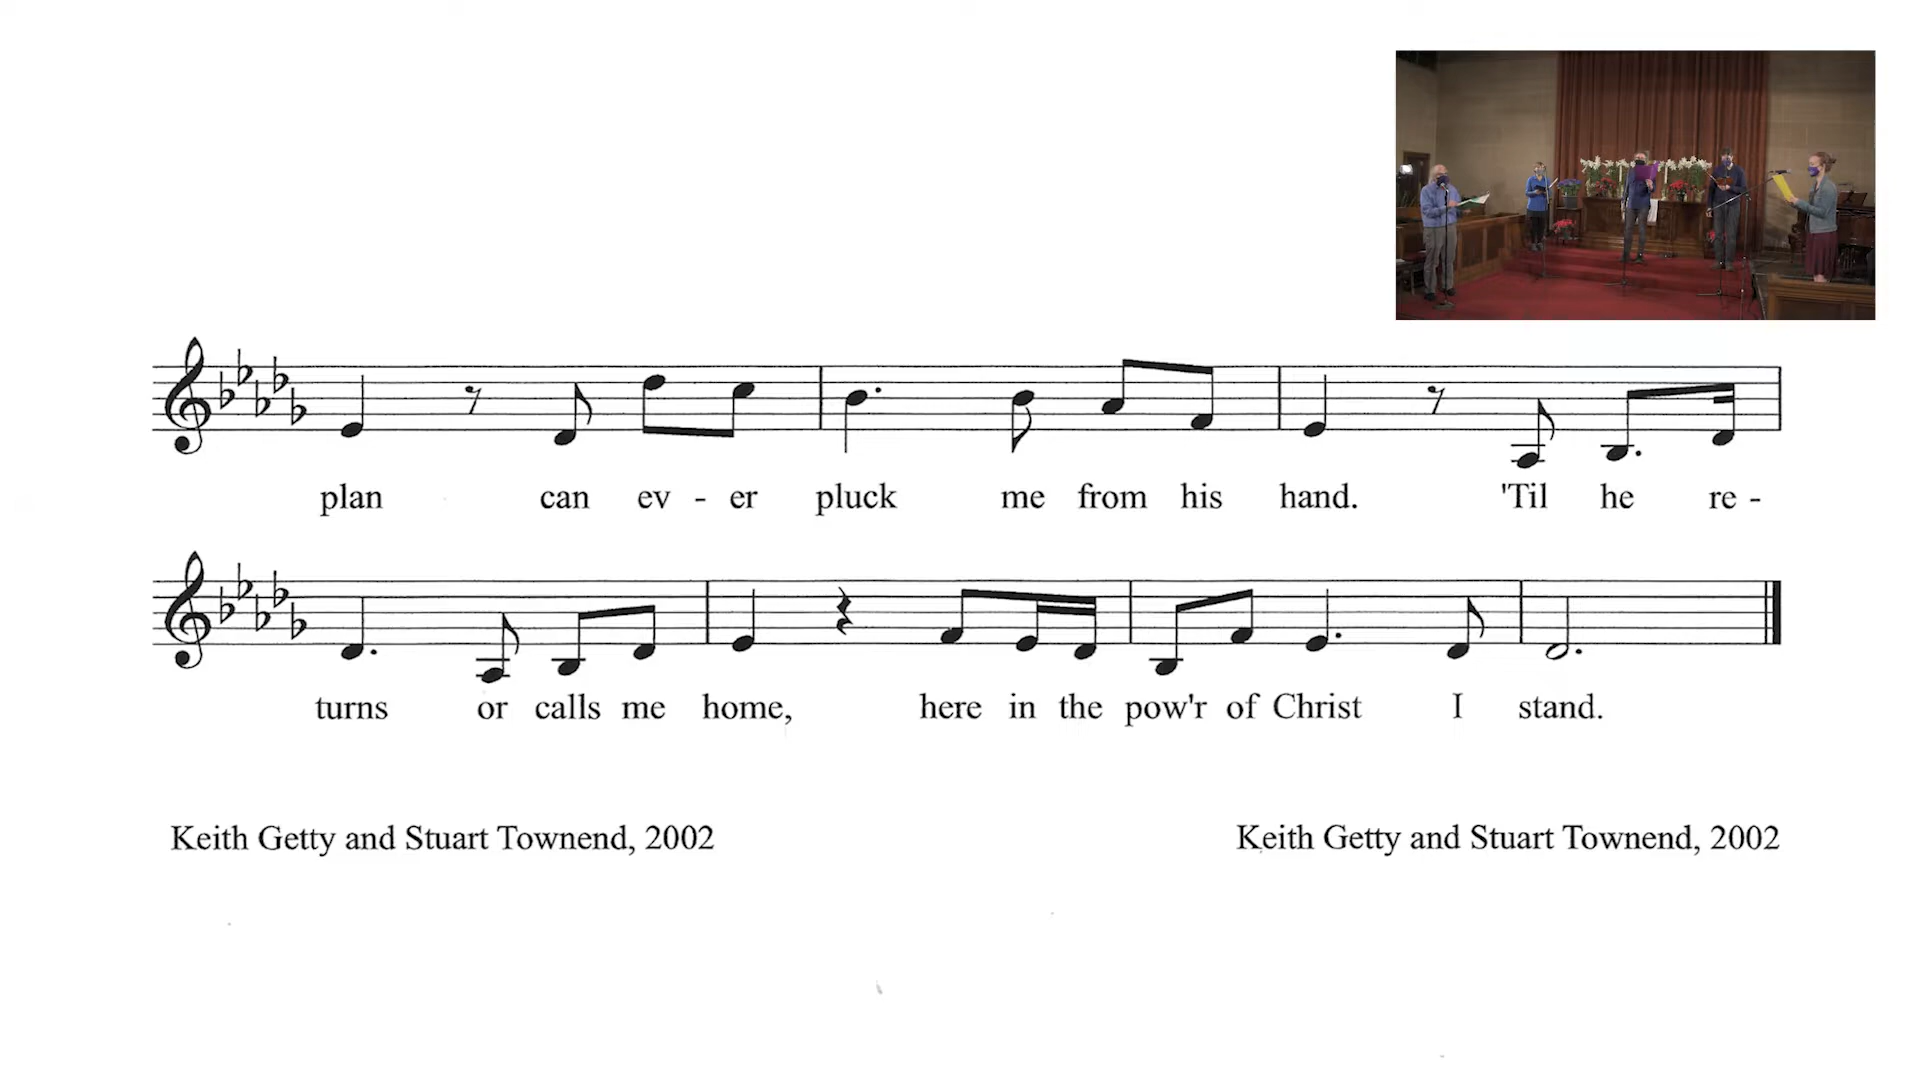 plan can ev - er pluck me from his hand. 'Til he re -
turns or calls me home, here in the pow'r of Christ I stand.
Keith Getty and Stuart Townend, 2002 Keith Getty and Stuart Townend, 2002